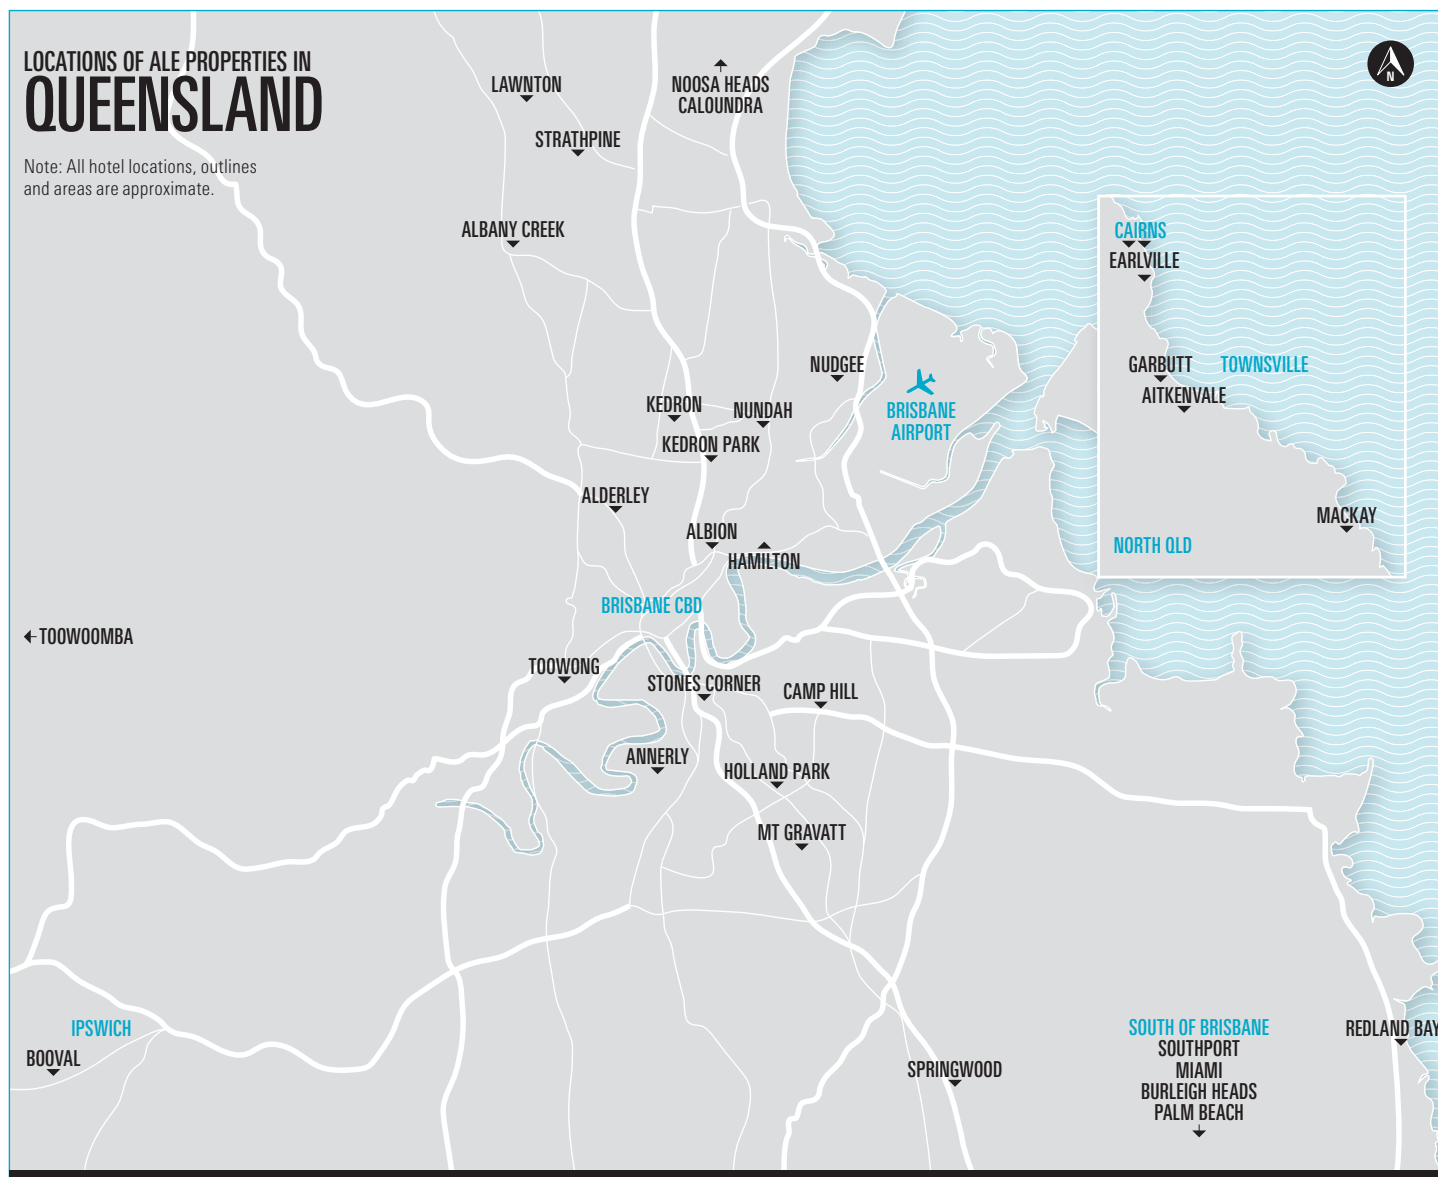 LOCATIONS OF ALE PROPERTIES IN
QUEENSLAND
Note: All hotel locations, outlines
and areas are approximate.
N
LAWNTON
NOOSA HEADS
CALOUNDRA
STRATHPINE
ALBANY CREEK
CAIRNS
EARLVILLE
NUDGEE
GARBUTT
TOWNSVILLE
AITKENVALE
KEDRON
NUNDAH
BRISBANE
AIRPORT
KEDRON PARK
ALDERLEY
MACKAY
ALBION
HAMILTON
NORTH QLD
BRISBANE CBD
TOOWOOMBA
TOOWONG
STONES CORNER
CAMP HILL
ANNERLY
HOLLAND PARK
MT GRAVATT
IPSWICH
BOOVAL
SPRINGWOOD
SOUTH OF BRISBANE
SOUTHPORT
MIAMI
BURLEIGH HEADS
PALM BEACH
REDLAND BAY